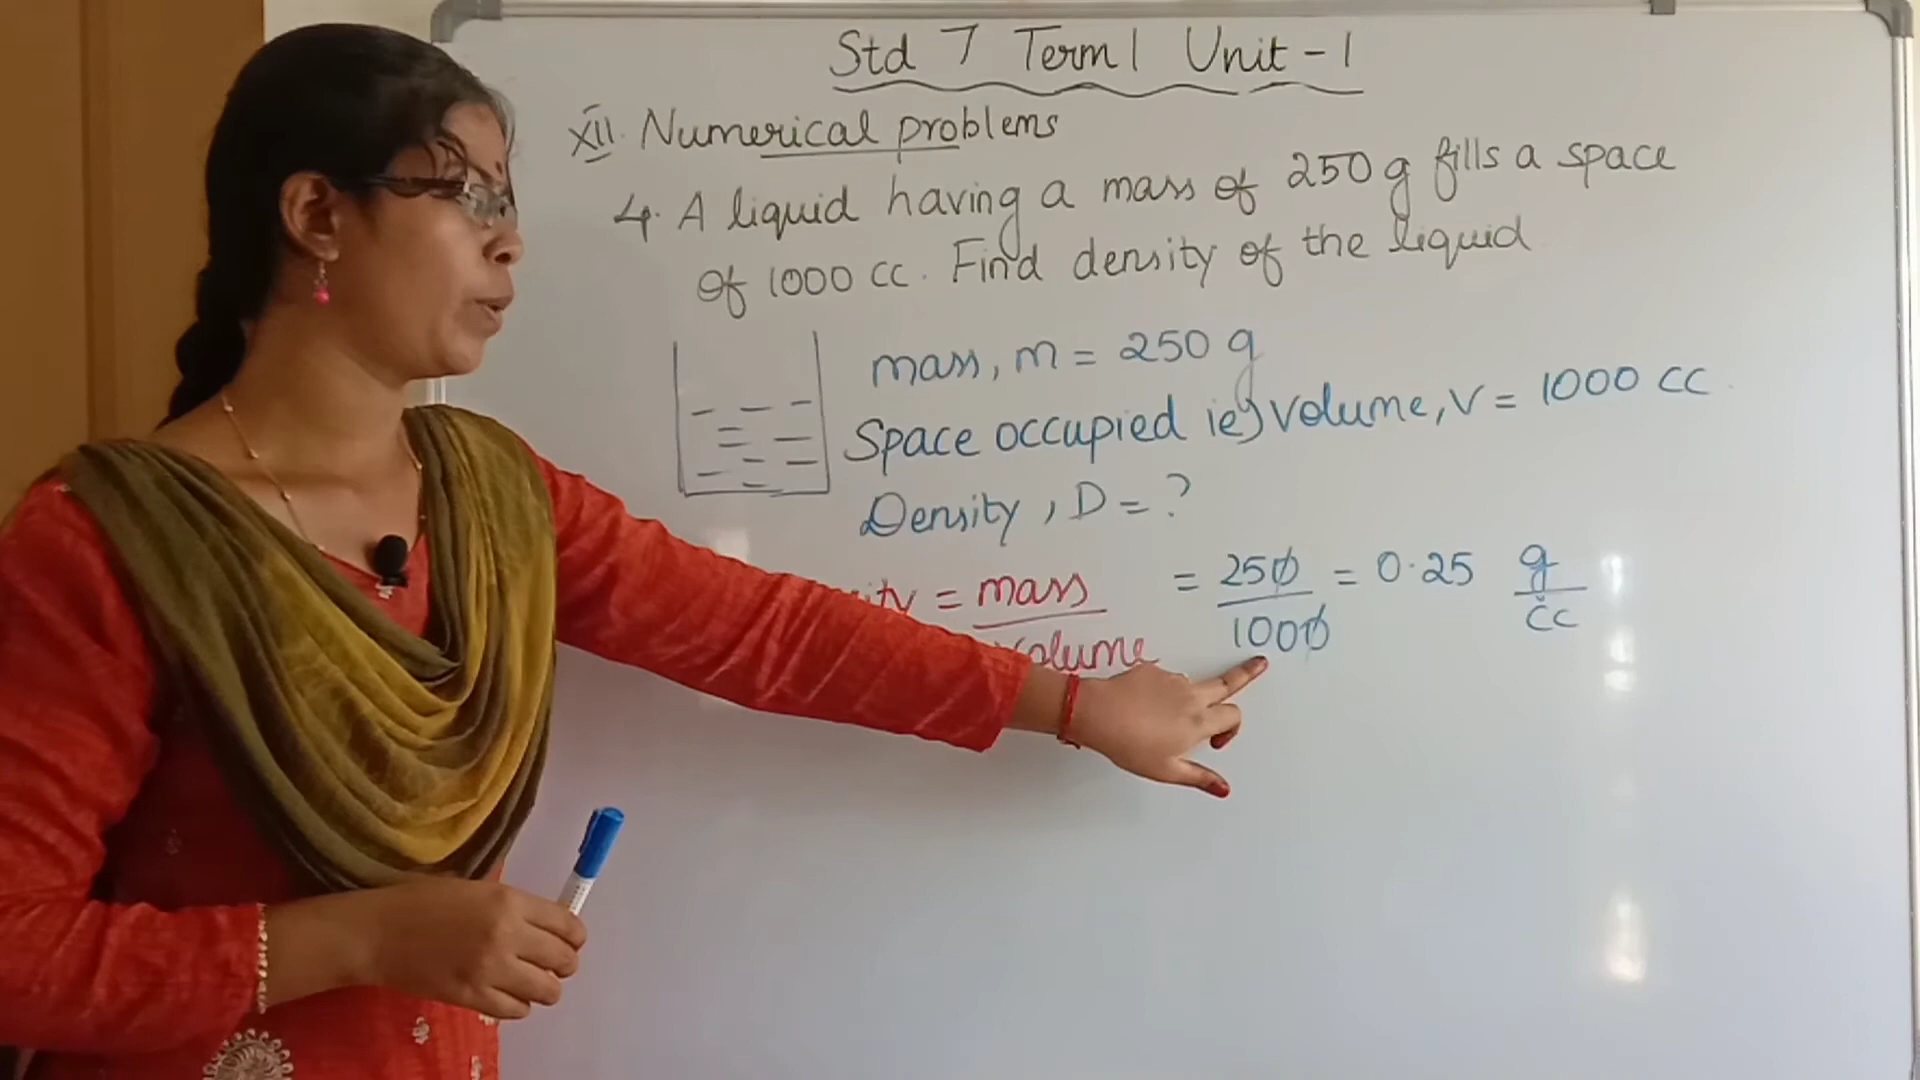 Std 7 Term 1 Unit - 1
XII. Numerical problems
4. A liquid having a mass of 250 g fills a space
of 1000 cc. Find density of the liquid
mass, m = 250 g
Space occupied ie) volume, V = 1000 cc
Density, D = ?
= mass / = 250 / 1000 = 0.25 g / cc